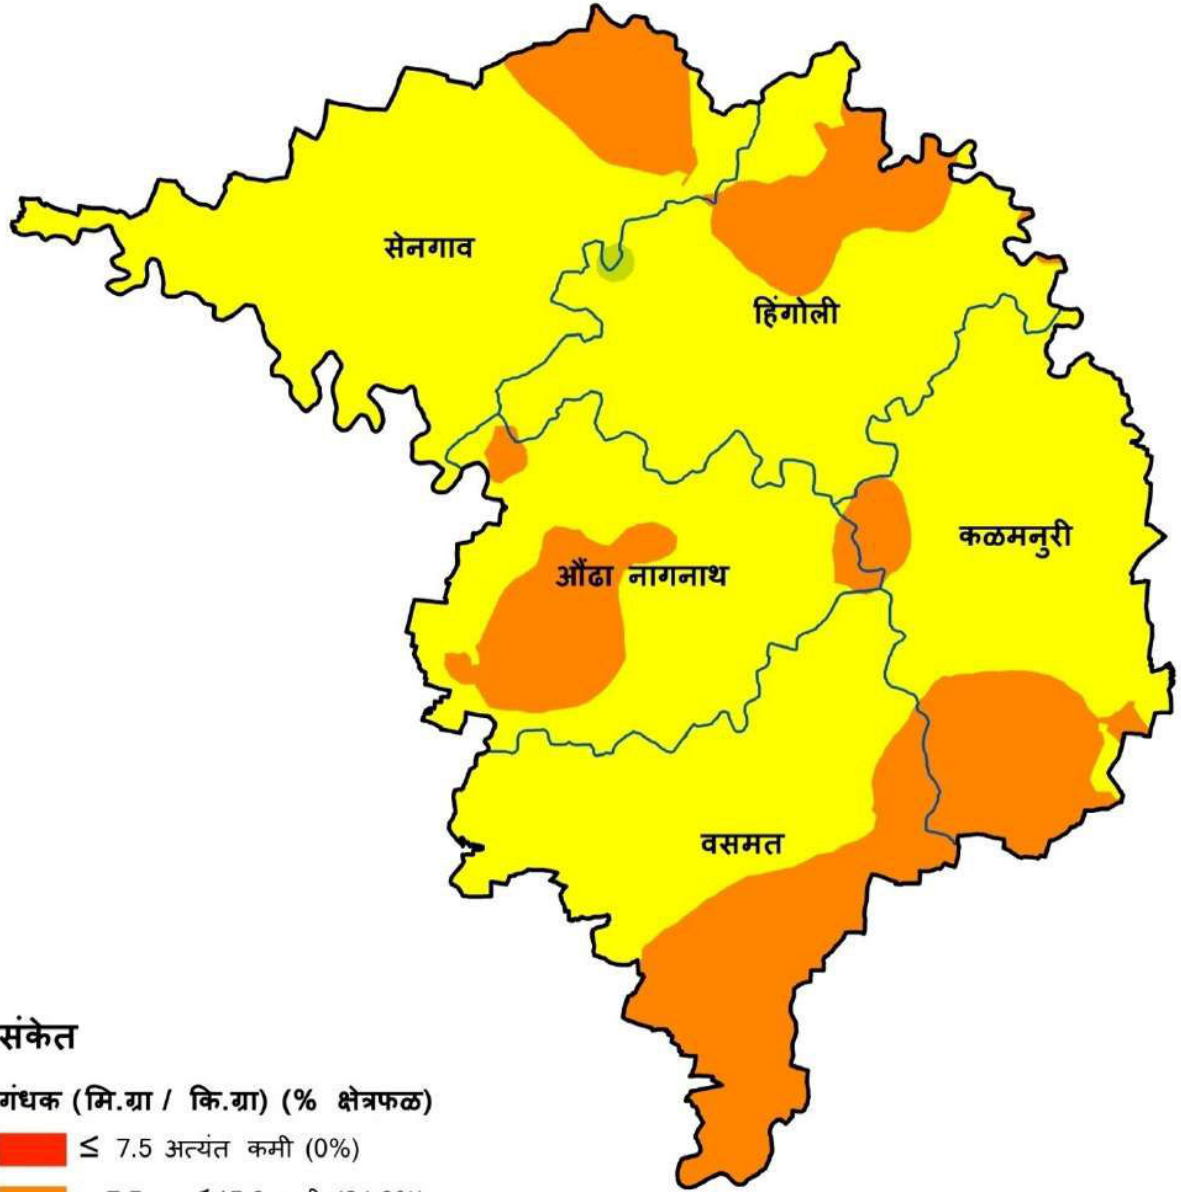 सेनगाव
हिंगोली
कळमनुरी
औंढा नागनाथ
वसमत
संकेत
गंधक (मि.ग्रा / कि.ग्रा) (% क्षेत्रफळ)
≤ 7.5 अत्यंत कमी (0%)